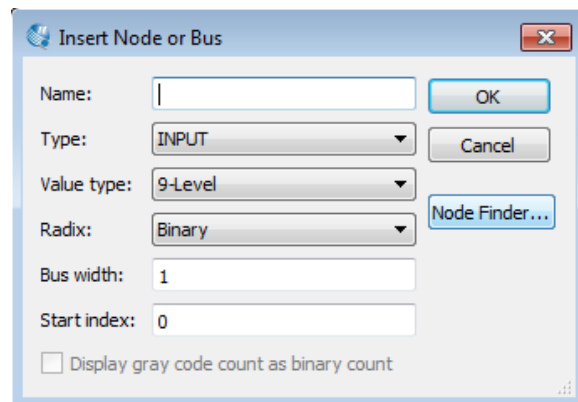 Insert Node or Bus
Name:
OK
Type: INPUT
Cancel
Value type: 9-Level
Node Finder...
Radix: Binary
Bus width: 1
Start index: 0
Display gray code count as binary count